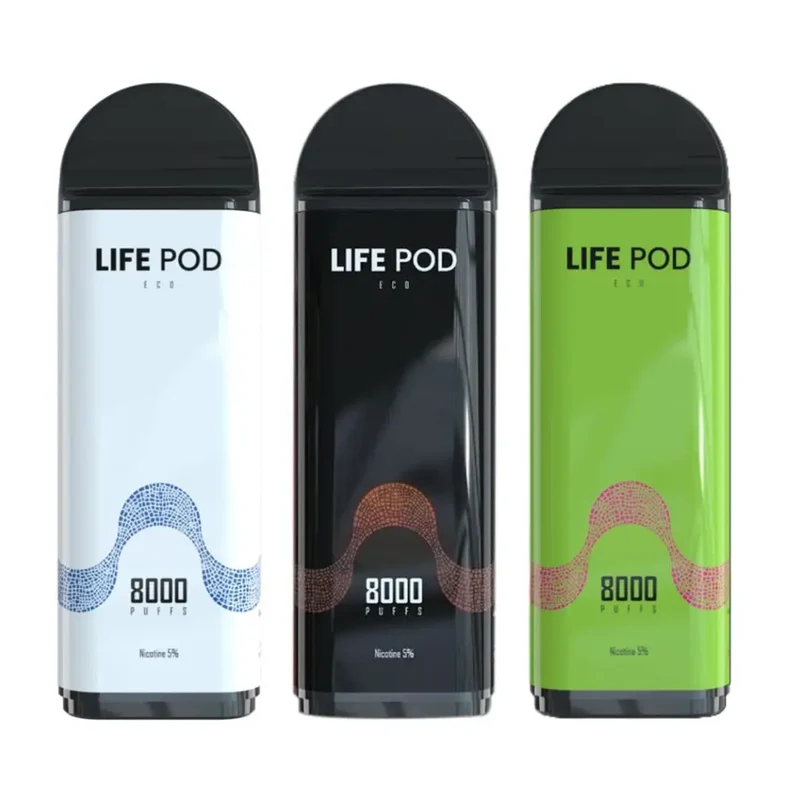 LIFE POD
ECO
8000
PUFFS
Nicotine 5%
LIFE POD
ECO
8000
PUFFS
Nicotine 5%
LIFE POD
ECO
8000
PUFFS
Nicotine 5%